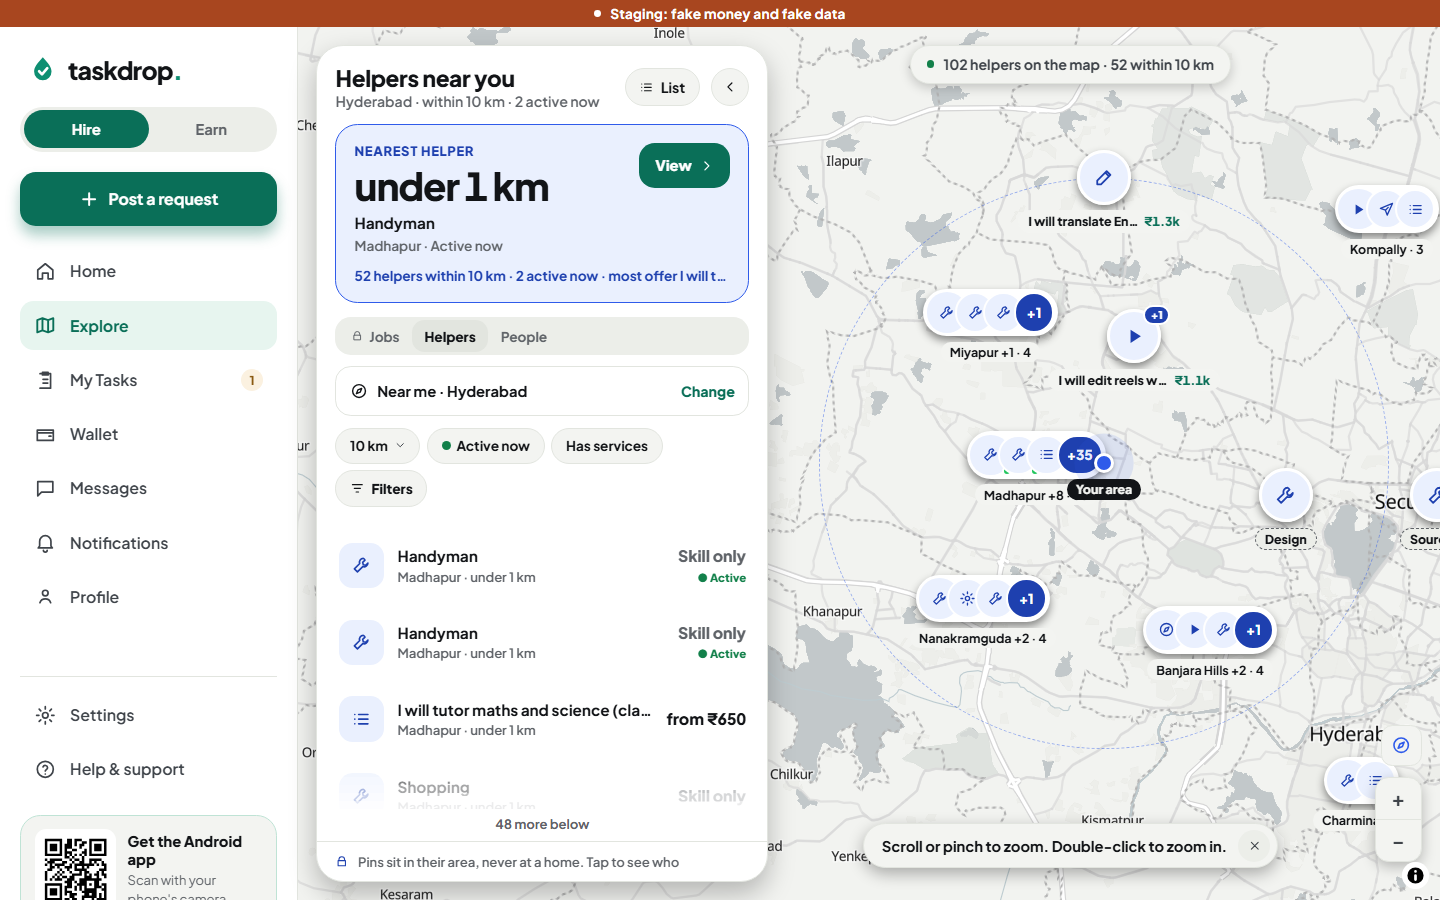 Staging: fake money and fake data
taskdrop.
Hire
Earn
Post a request
Home
Explore
My Tasks
1
Wallet
Messages
Notifications
Profile
Settings
Help & support
Get the Android
app
Scan with your
phone's camera
Helpers near you
Hyderabad · within 10 km · 2 active now
List
NEAREST HELPER
under 1 km
View
Handyman
Madhapur · Active now
52 helpers within 10 km · 2 active now · most offer I will t...
Jobs
Helpers
People
Near me · Hyderabad
Change
10 km
Active now
Has services
Filters
Handyman
Madhapur · under 1 km
Skill only
Active
Handyman
Madhapur · under 1 km
Skill only
Active
I will tutor maths and science (cla...
Madhapur · under 1 km
from ₹650
Shopping
Madhapur · under 1 km
Skill only
48 more below
Pins sit in their area, never at a home. Tap to see who
102 helpers on the map · 52 within 10 km
Inole
Ilapur
I will translate En... ₹1.3k
Kompally · 3
+1
Miyapur +1 · 4
+1
I will edit reels w... ₹1.1k
+35
Madhapur +8
Your area
Design
Khanapur
+1
Nanakramguda +2 · 4
+1
Banjara Hills +2 · 4
Chilkur
Kismatpur
Kesaram
Scroll or pinch to zoom. Double-click to zoom in.